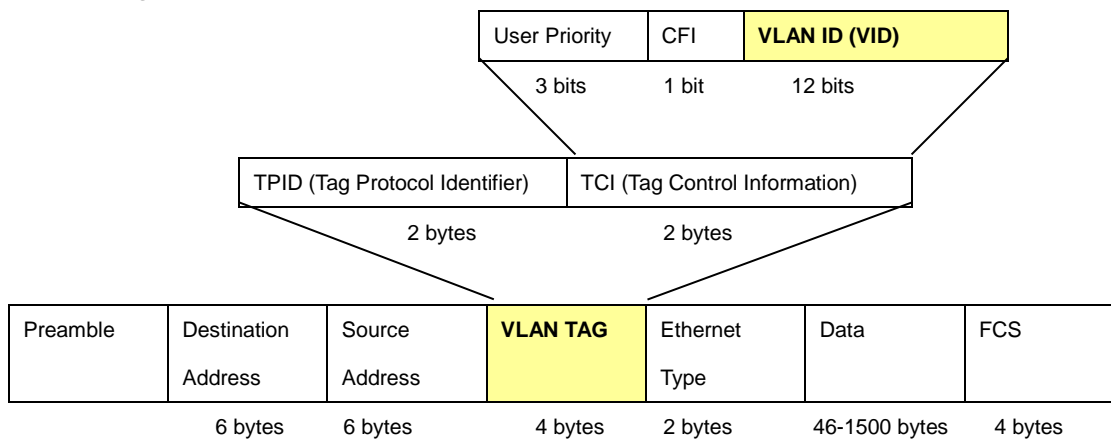 User Priority CFI VLAN ID (VID)
3 bits 1 bit 12 bits
TPID (Tag Protocol Identifier) TCI (Tag Control Information)
2 bytes 2 bytes
Preamble Destination Source VLAN TAG Ethernet Data FCS
Address Address Type
6 bytes 6 bytes 4 bytes 2 bytes 46-1500 bytes 4 bytes